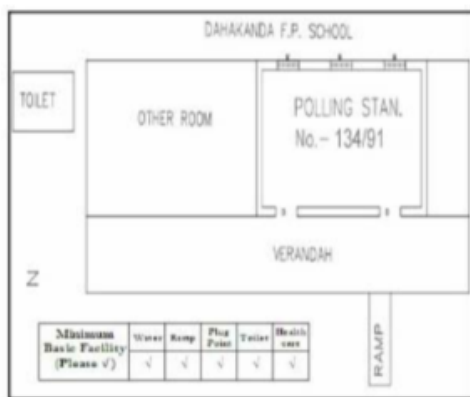 DAHAKANDA F.P. SCHOOL
TOILET
OTHER ROOM
POLLING STAN.
No.- 134/91
VERANDAH
Z
RAMP
Minimum Basic Facility (Please √) Water Ramp Plug Point Toilet Health care
√ √ √ √ √